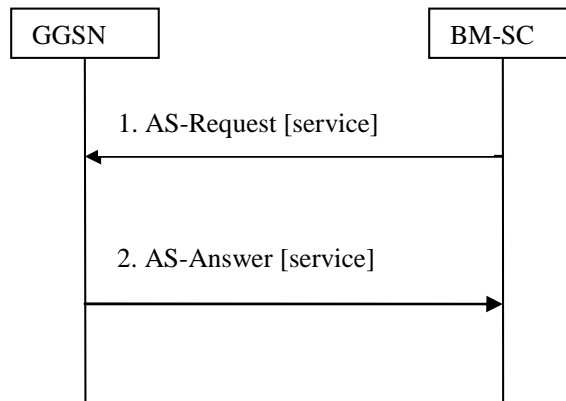 GGSN
BM-SC
1. AS-Request [service]
2. AS-Answer [service]